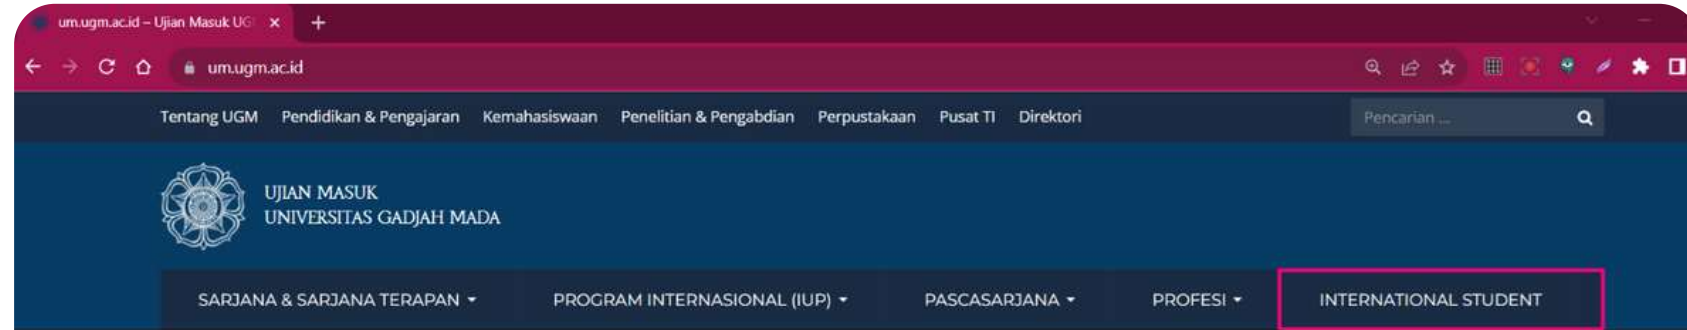 um.ugm.ac.id – Ujian Masuk UG
um.ugm.ac.id
Tentang UGM Pendidikan & Pengajaran Kemahasiswaan Penelitian & Pengabdian Perpustakaan Pusat TI Direktori Pencarian ...
UJIAN MASUK
UNIVERSITAS GADJAH MADA
SARJANA & SARJANA TERAPAN PROGRAM INTERNASIONAL (IUP) PASCASARJANA PROFESI INTERNATIONAL STUDENT